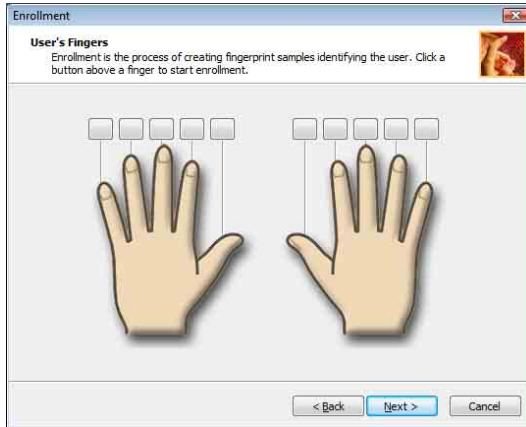 Enrollment
User's Fingers
Enrollment is the process of creating fingerprint samples identifying the user. Click a
button above a finger to start enrollment.
< Back
Next >
Cancel